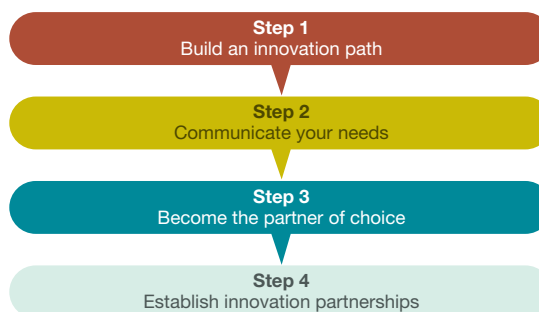 Step 1
Build an innovation path
Step 2
Communicate your needs
Step 3
Become the partner of choice
Step 4
Establish innovation partnerships